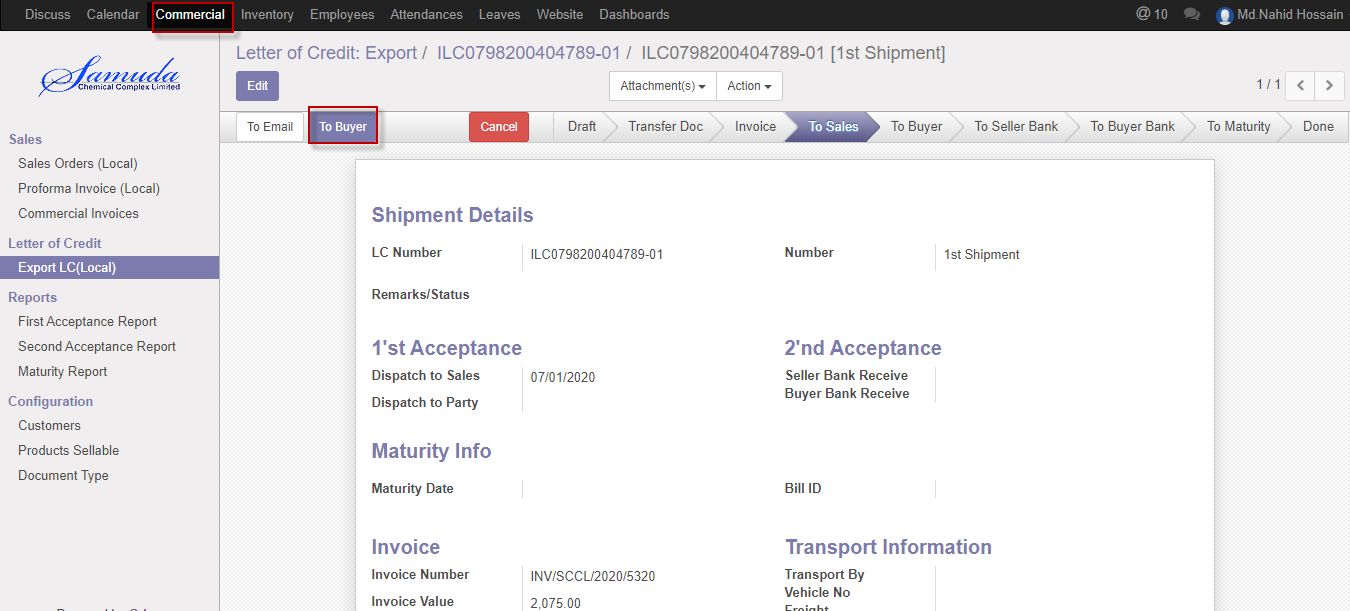 Discuss Calendar Commercial Inventory Employees Attendances Leaves Website Dashboards @ 10 Md.Nahid Hossain
Samuda
Chemical Complex Limited
Letter of Credit: Export / ILC0798200404789-01 / ILC0798200404789-01 [1st Shipment]
Edit Attachment(s) Action 1 / 1
To Email To Buyer Cancel Draft Transfer Doc Invoice To Sales To Buyer To Seller Bank To Buyer Bank To Maturity Done
Sales
Sales Orders (Local)
Proforma Invoice (Local)
Commercial Invoices
Letter of Credit
Export LC(Local)
Reports
First Acceptance Report
Second Acceptance Report
Maturity Report
Configuration
Customers
Products Sellable
Document Type
Shipment Details
LC Number ILC0798200404789-01 Number 1st Shipment
Remarks/Status
1'st Acceptance 2'nd Acceptance
Dispatch to Sales 07/01/2020 Seller Bank Receive
Dispatch to Party Buyer Bank Receive
Maturity Info
Maturity Date Bill ID
Invoice Transport Information
Invoice Number INV/SCCL/2020/5320 Transport By
Vehicle No
Invoice Value 2,075.00 Freight